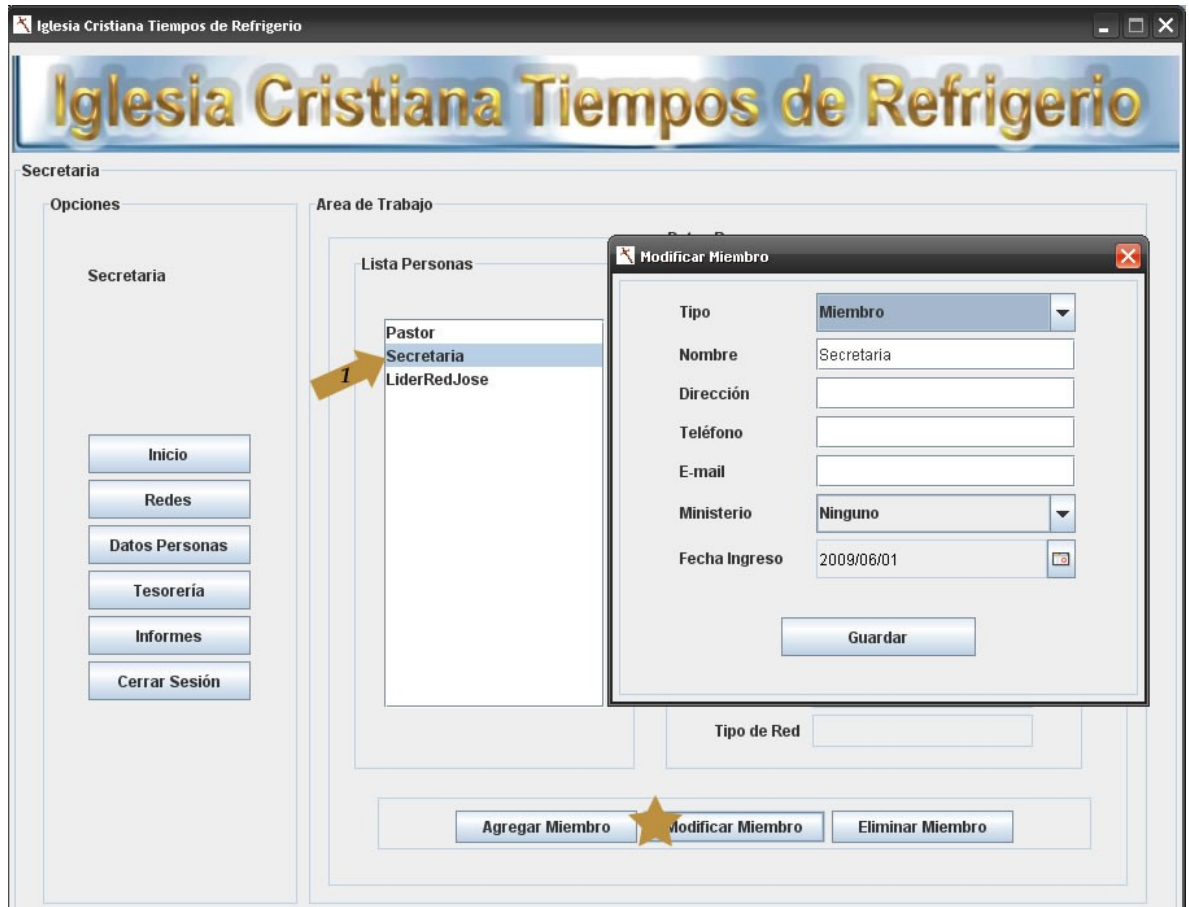 Iglesia Cristiana Tiempos de Refrigerio
Iglesia Cristiana Tiempos de Refrigerio
Secretaria
Opciones
Secretaria
Inicio
Redes
Datos Personas
Tesorería
Informes
Cerrar Sesión
Area de Trabajo
Lista Personas
Pastor
Secretaria
LiderRedJose
1
Modificar Miembro
Tipo Miembro
Nombre Secretaria
Dirección
Teléfono
E-mail
Ministerio Ninguno
Fecha Ingreso 2009/06/01
Guardar
Tipo de Red
Agregar Miembro Modificar Miembro Eliminar Miembro